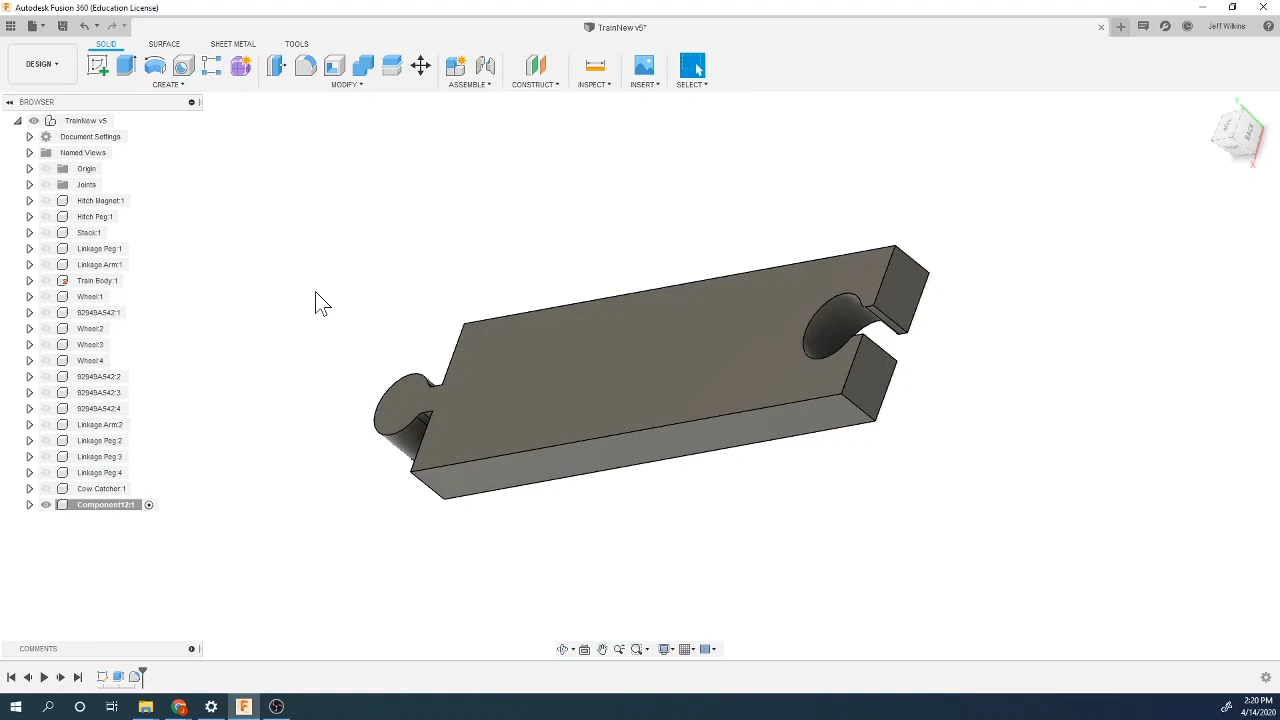 Autodesk Fusion 360 (Education License)
TrainNew v5*
Jeff Wilkins
SOLID SURFACE SHEET METAL TOOLS
DESIGN
CREATE MODIFY ASSEMBLE CONSTRUCT INSPECT INSERT SELECT
BROWSER
TrainNew v5
Document Settings
Named Views
Origin
Joints
Hitch Magnet:1
Hitch Peg:1
Stack:1
Linkage Peg:1
Linkage Arm:1
Train Body:1
Wheel:1
92949A542:1
Wheel:2
Wheel:3
Wheel:4
92949A542:2
92949A542:3
92949A542:4
Linkage Arm:2
Linkage Peg:2
Linkage Peg:3
Linkage Peg:4
Cow Catcher:1
Component12:1
Y
BACK
X
COMMENTS
2:20 PM
4/14/2020